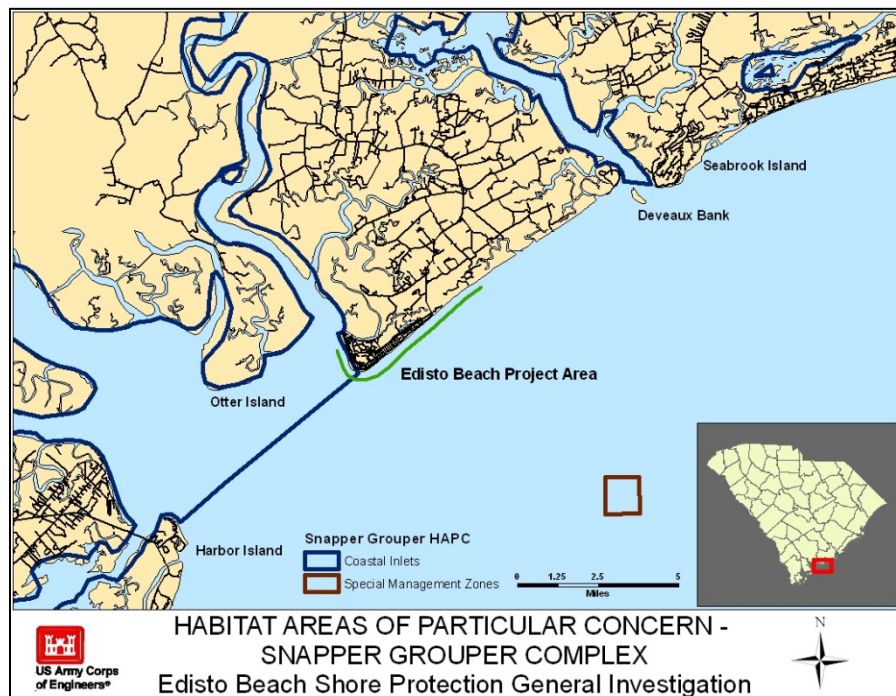 Seabrook Island
Deveaux Bank
Edisto Beach Project Area
Otter Island
Harbor Island
Snapper Grouper HAPC
Coastal Inlets
Special Management Zones
0 1.25 2.5 5
Miles
US Army Corps
of Engineers®
HABITAT AREAS OF PARTICULAR CONCERN -
SNAPPER GROUPER COMPLEX
Edisto Beach Shore Protection General Investigation
N